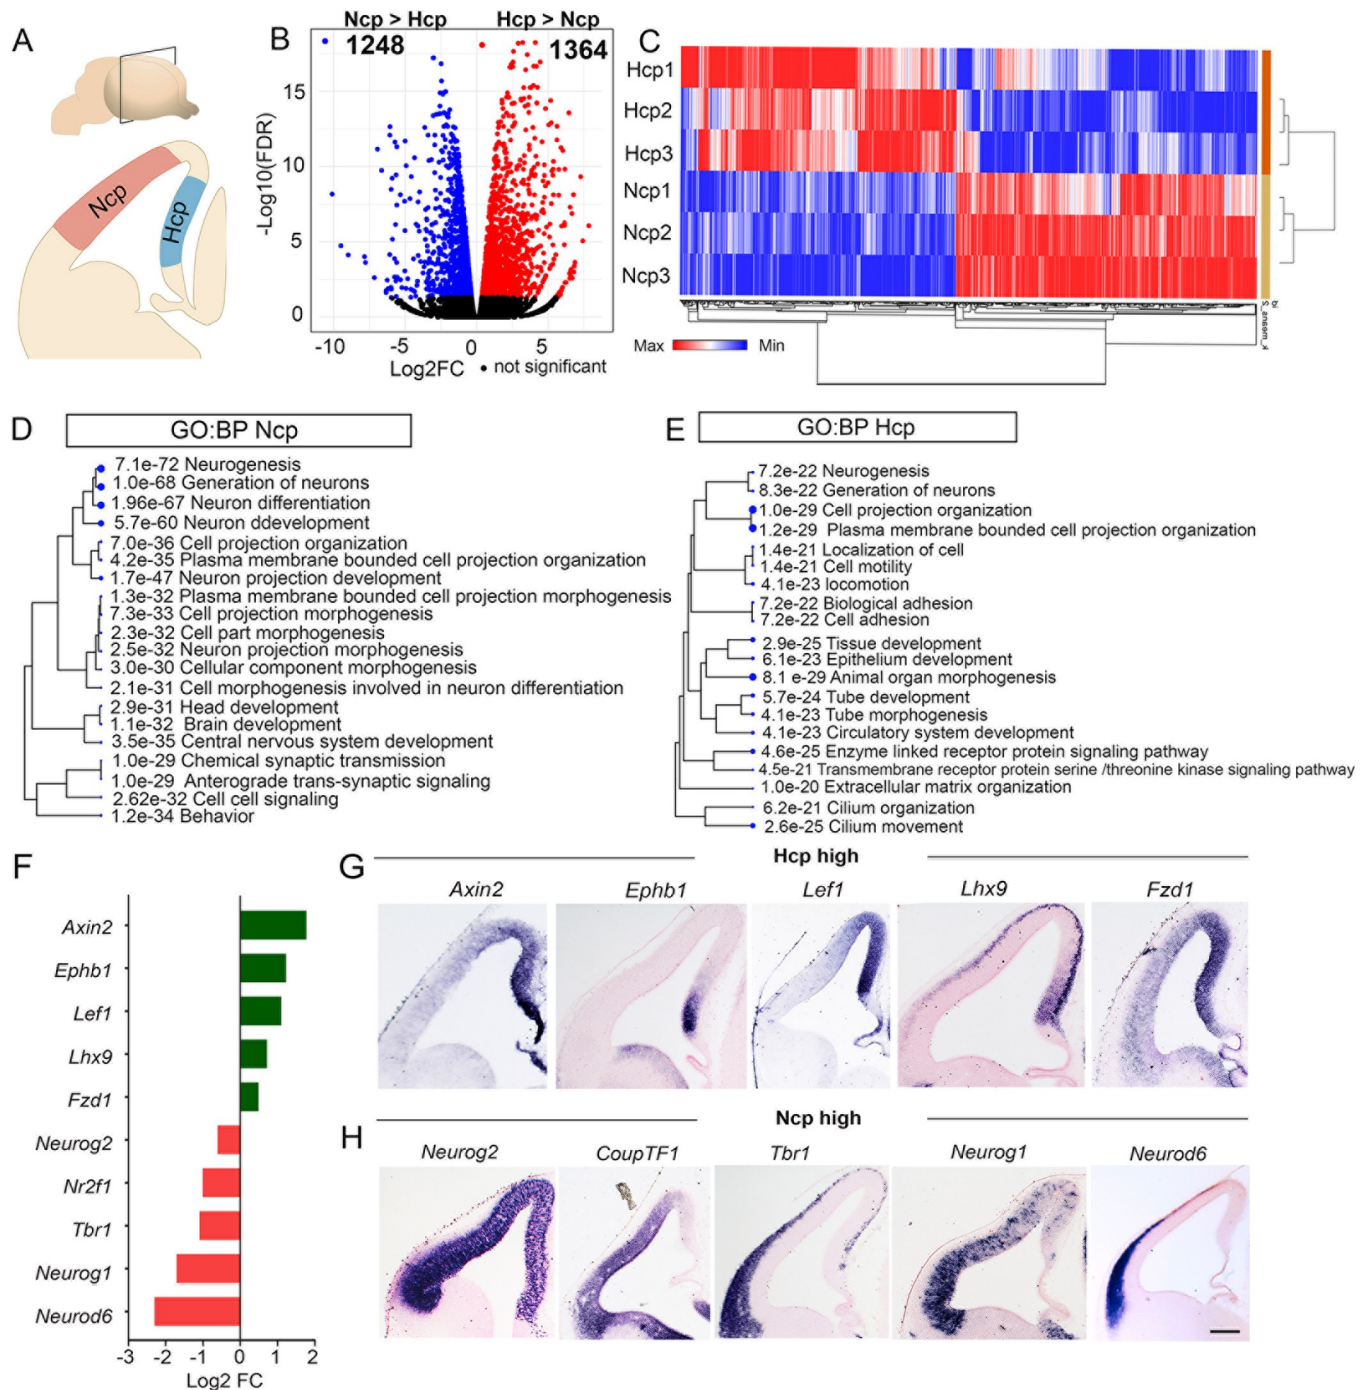 A
Ncp
Hcp
B
Ncp > Hcp
1248
Hcp > Ncp
1364
-Log10(FDR)
15
10
5
0
-10
-5
0
5
Log2FC
not significant
C
Hcp1
Hcp2
Hcp3
Ncp1
Ncp2
Ncp3
Max
Min
D
GO:BP Ncp
7.1e-72 Neurogenesis
1.0e-68 Generation of neurons
1.96e-67 Neuron differentiation
5.7e-60 Neuron ddevelopment
7.0e-36 Cell projection organization
4.2e-35 Plasma membrane bounded cell projection organization
1.7e-47 Neuron projection development
1.3e-32 Plasma membrane bounded cell projection morphogenesis
7.3e-33 Cell projection morphogenesis
2.3e-32 Cell part morphogenesis
2.5e-32 Neuron projection morphogenesis
3.0e-30 Cellular component morphogenesis
2.1e-31 Cell morphogenesis involved in neuron differentiation
2.9e-31 Head development
1.1e-32 Brain development
3.5e-35 Central nervous system development
1.0e-29 Chemical synaptic transmission
1.0e-29 Anterograde trans-synaptic signaling
2.62e-32 Cell cell signaling
1.2e-34 Behavior
E
GO:BP Hcp
7.2e-22 Neurogenesis
8.3e-22 Generation of neurons
1.0e-29 Cell projection organization
1.2e-29 Plasma membrane bounded cell projection organization
1.4e-21 Localization of cell
1.4e-21 Cell motility
4.1e-23 locomotion
7.2e-22 Biological adhesion
7.2e-22 Cell adhesion
2.9e-25 Tissue development
6.1e-23 Epithelium development
8.1 e-29 Animal organ morphogenesis
5.7e-24 Tube development
4.1e-23 Tube morphogenesis
4.1e-23 Circulatory system development
4.6e-25 Enzyme linked receptor protein signaling pathway
4.5e-21 Transmembrane receptor protein serine /threonine kinase signaling pathway
1.0e-20 Extracellular matrix organization
6.2e-21 Cilium organization
2.6e-25 Cilium movement
F
Axin2
Ephb1
Lef1
Lhx9
Fzd1
Neurog2
Nr2f1
Tbr1
Neurog1
Neurod6
-3 -2 -1 0 1 2
Log2 FC
G
Hcp high
Axin2 Ephb1 Lef1 Lhx9 Fzd1
H
Ncp high
Neurog2 CoupTF1 Tbr1 Neurog1 Neurod6